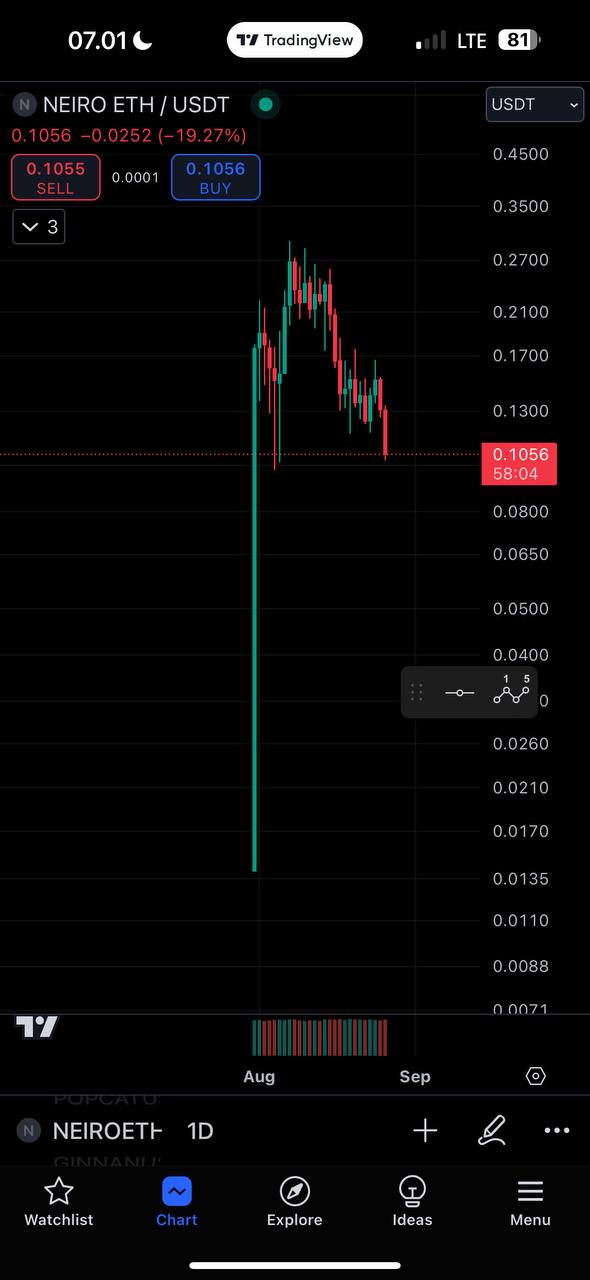 07.01
TradingView
LTE
81
N NEIRO ETH / USDT
USDT
0.1056 −0.0252 (−19.27%)
0.1055
SELL
0.0001
0.1056
BUY
3
0.4500
0.3500
0.2700
0.2100
0.1700
0.1300
0.1056
58:04
0.0800
0.0650
0.0500
0.0400
1 5
0
0.0260
0.0210
0.0170
0.0135
0.0110
0.0088
0.0071
Aug
Sep
N NEIROETH 1D
Watchlist
Chart
Explore
Ideas
Menu